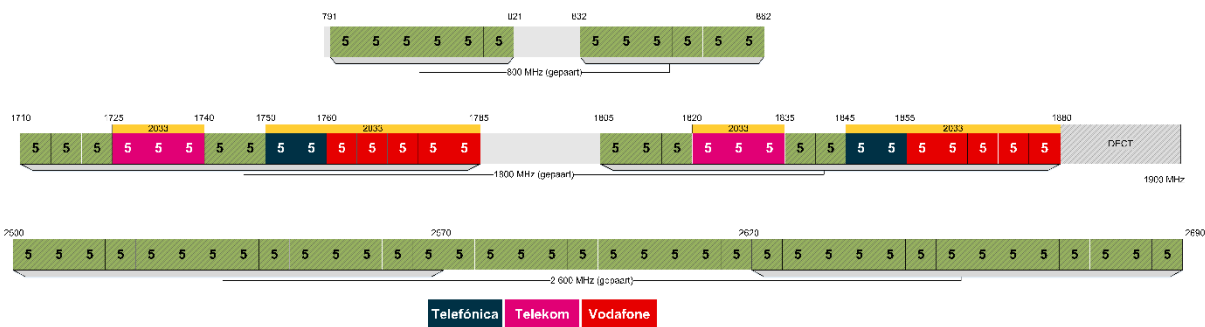 791 821 832 862
5 5 5 5 5 5 5 5 5 5 5 5
800 MHz (gepaart)
1710 1725 1740 1750 1760 1785 1805 1820 1835 1845 1855 1880
2033 2033 2033 2033
5 5 5 5 5 5 5 5 5 5 5 5 5 5 5 5 5 5 5 5 5 5 5 5 5 5 5 5 5 5 DECT
1800 MHz (gepaart) 1900 MHz
2500 2570 2620 2690
5 5 5 5 5 5 5 5 5 5 5 5 5 5 5 5 5 5 5 5 5 5 5 5 5 5 5 5 5 5 5 5 5 5 5 5 5 5
2 600 MHz (gepaart)
Telefónica Telekom Vodafone